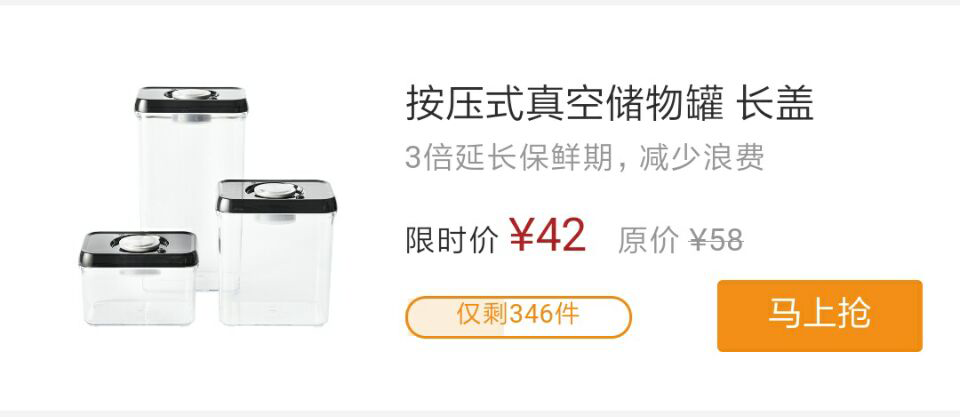 按压式真空储物罐 长盖
3倍延长保鲜期，减少浪费
限时价 ¥42 原价 ¥58
仅剩346件
马上抢